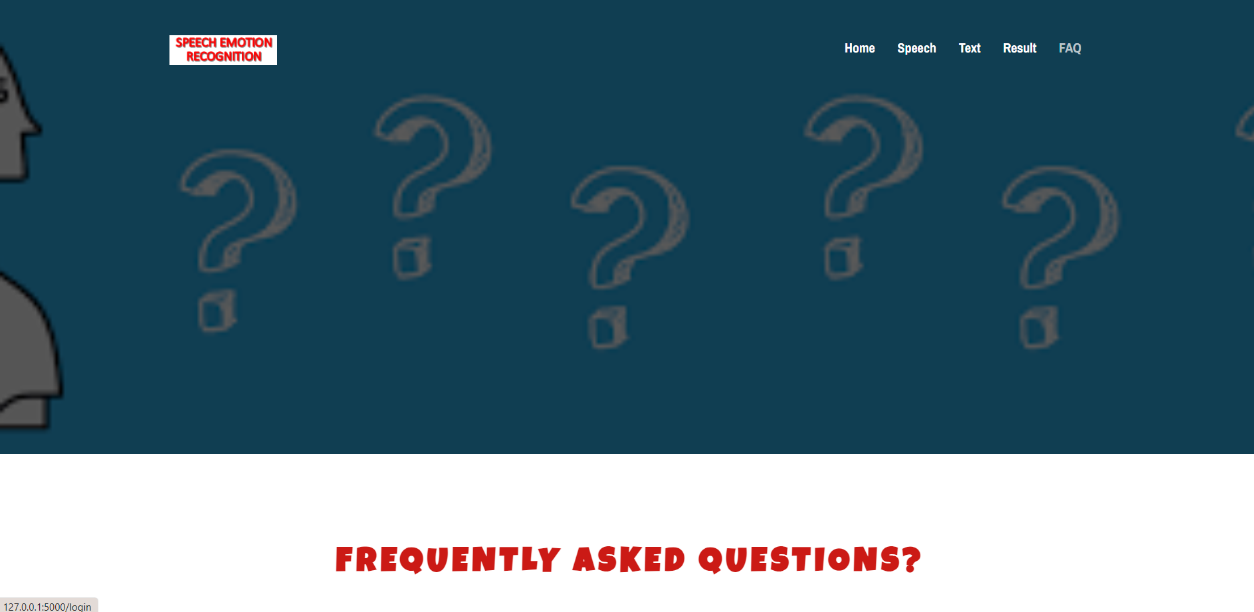 SPEECH EMOTION
RECOGNITION
Home Speech Text Result FAQ
FREQUENTLY ASKED QUESTIONS?
127.0.0.1:5000/login